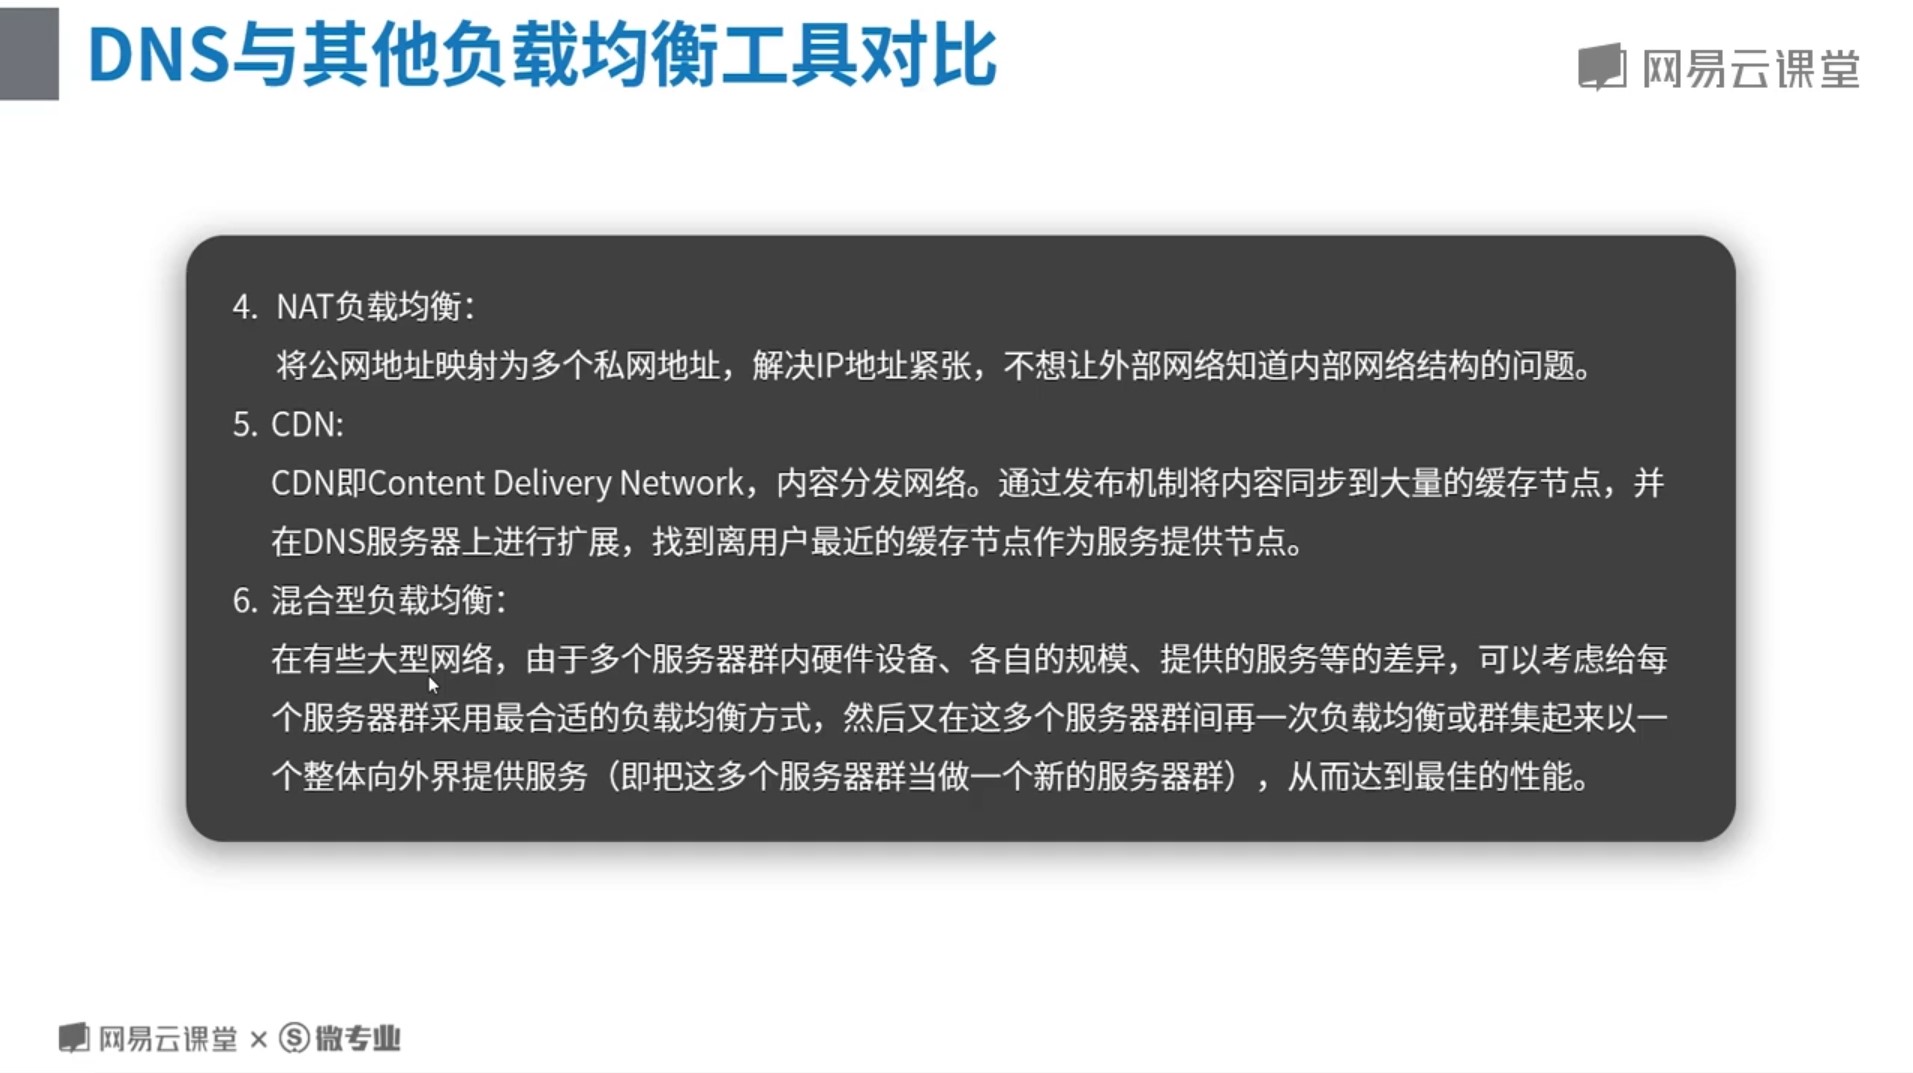 DNS与其他负载均衡工具对比
网易云课堂
4. NAT负载均衡：
将公网地址映射为多个私网地址，解决IP地址紧张，不想让外部网络知道内部网络结构的问题。
5. CDN:
CDN即Content Delivery Network，内容分发网络。通过发布机制将内容同步到大量的缓存节点，并
在DNS服务器上进行扩展，找到离用户最近的缓存节点作为服务提供节点。
6. 混合型负载均衡：
在有些大型网络，由于多个服务器群内硬件设备、各自的规模、提供的服务等的差异，可以考虑给每
个服务器群采用最合适的负载均衡方式，然后又在这多个服务器群间再一次负载均衡或群集起来以一
个整体向外界提供服务（即把这多个服务器群当做一个新的服务器群），从而达到最佳的性能。
网易云课堂 × S 微专业